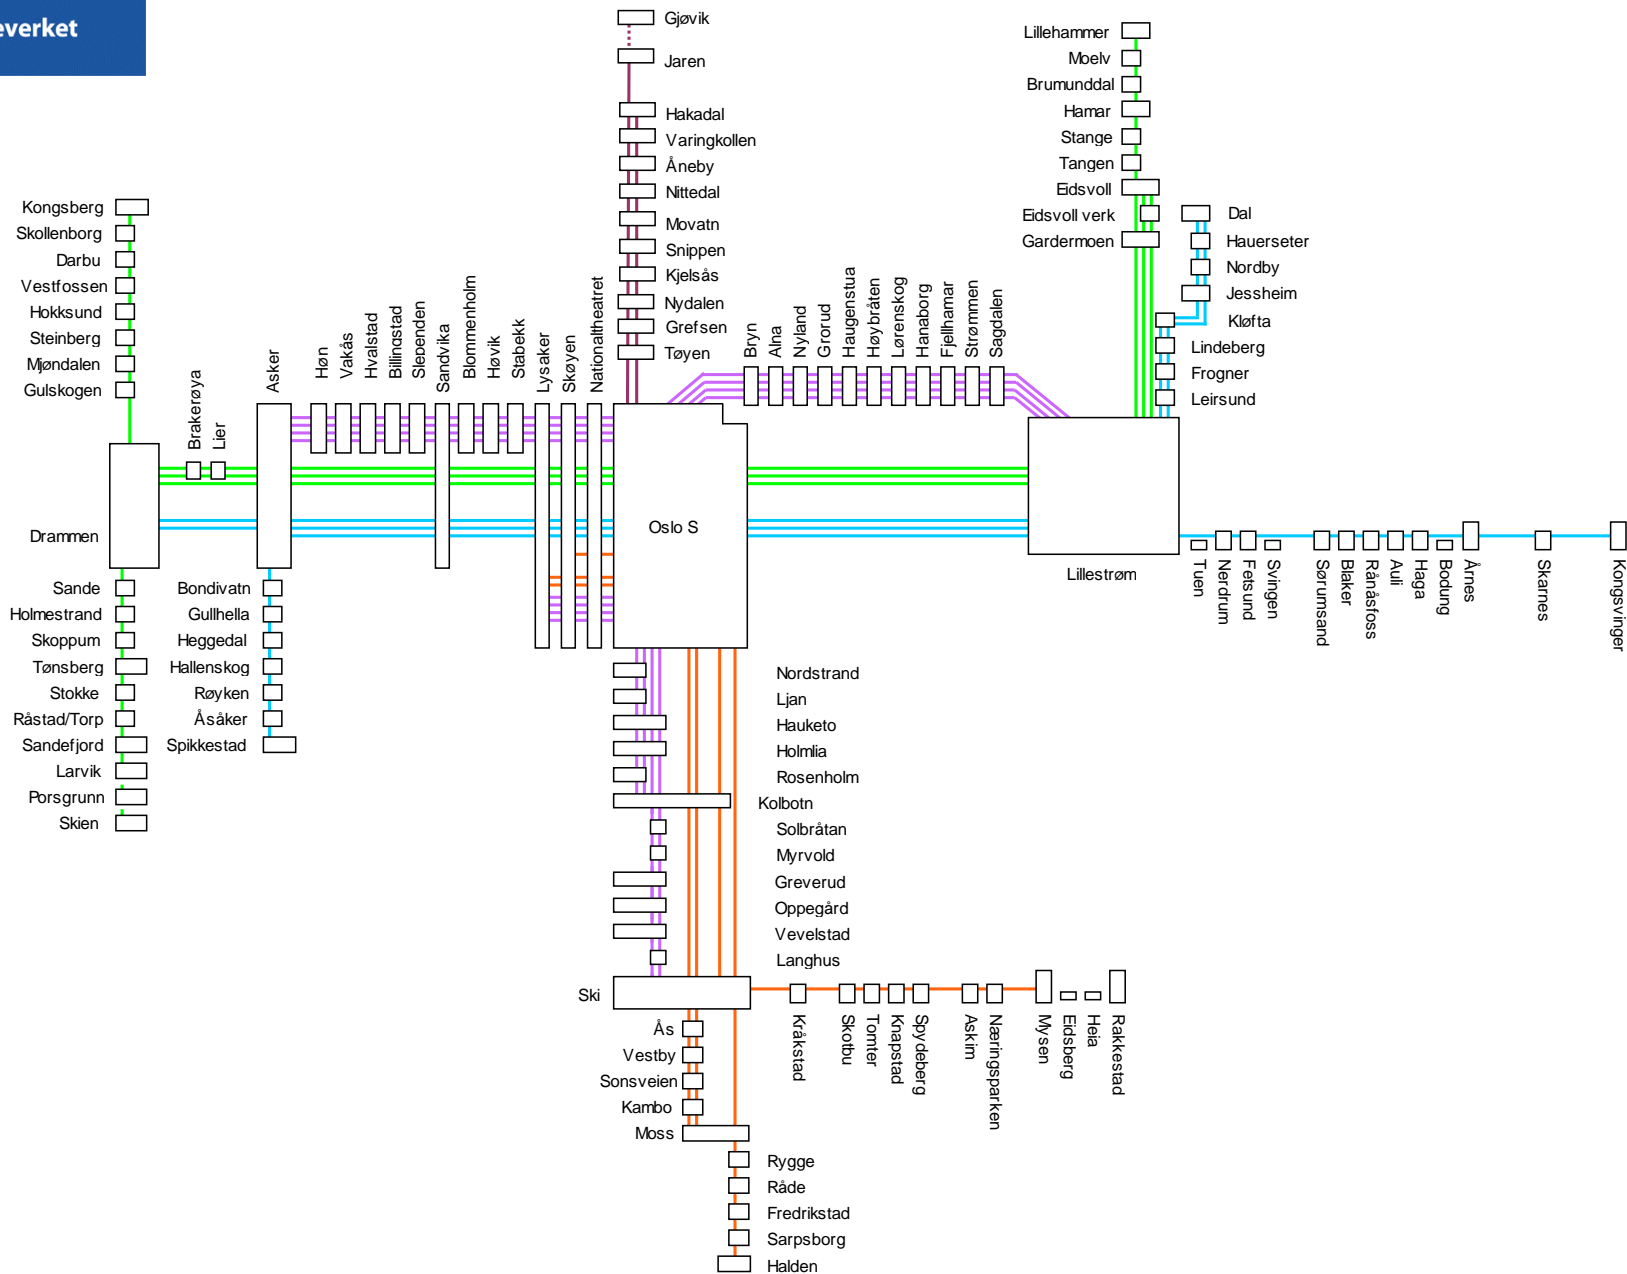 everket
Gjøvik
Jaren
Hakadal
Varingkollen
Åneby
Nittedal
Movatn
Snippen
Kjelsås
Nydalen
Grefsen
Tøyen
Lillehammer
Moelv
Brumunddal
Hamar
Stange
Tangen
Eidsvoll
Eidsvoll verk
Gardermoen
Dal
Hauerseter
Nordby
Jessheim
Kløfta
Lindeberg
Frogner
Leirsund
Kongsberg
Skollenborg
Darbu
Vestfossen
Hokksund
Steinberg
Mjøndalen
Gulskogen
Brakerøya
Lier
Asker
Høn
Vakås
Hvalstad
Billingstad
Slependen
Sandvika
Blommenholm
Høvik
Stabekk
Lysaker
Skøyen
Nationaltheatret
Bryn
Alna
Nyland
Grorud
Haugenstua
Høybråten
Lørenskog
Hanaborg
Fjellhamar
Strømmen
Sagdalen
Drammen
Oslo S
Lillestrøm
Tuen
Nerdrum
Fetsund
Svingen
Sørumsand
Blaker
Rånåsfoss
Auli
Haga
Bodung
Årnes
Skarnes
Kongsvinger
Sande
Holmestrand
Skoppum
Tønsberg
Stokke
Råstad/Torp
Sandefjord
Larvik
Porsgrunn
Skien
Bondivatn
Gullhella
Heggedal
Hallenskog
Røyken
Åsåker
Spikkestad
Nordstrand
Ljan
Hauketo
Holmlia
Rosenholm
Kolbotn
Solbråtan
Myrvold
Greverud
Oppegård
Vevelstad
Langhus
Ski
Kråkstad
Skotbu
Tomter
Knapstad
Spydeberg
Askim
Næringsparken
Mysen
Eidsberg
Heia
Rakkestad
Ås
Vestby
Sonsveien
Kambo
Moss
Rygge
Råde
Fredrikstad
Sarpsborg
Halden